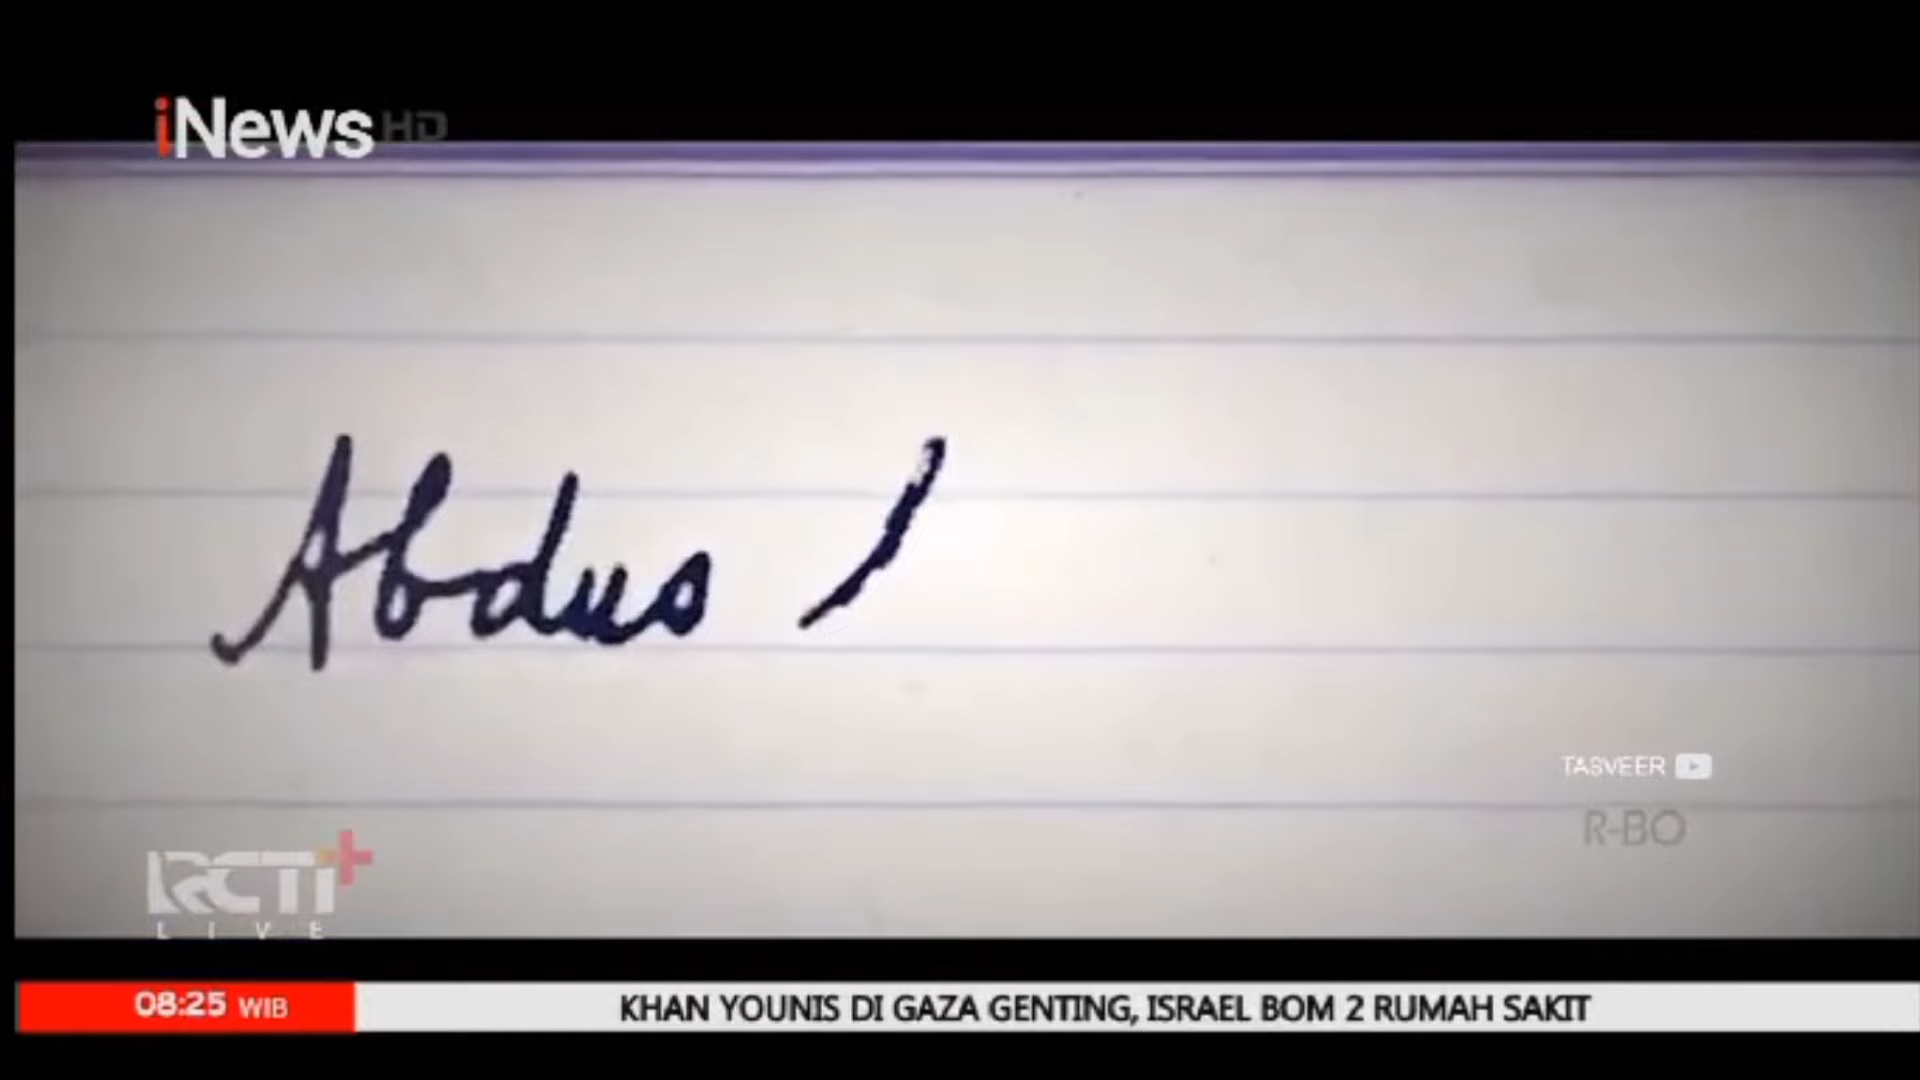 iNews HD
Abdus
TASVEER
R-BO
RCTI+
LIVE
08:25 WIB
KHAN YOUNIS DI GAZA GENTING, ISRAEL BOM 2 RUMAH SAKIT